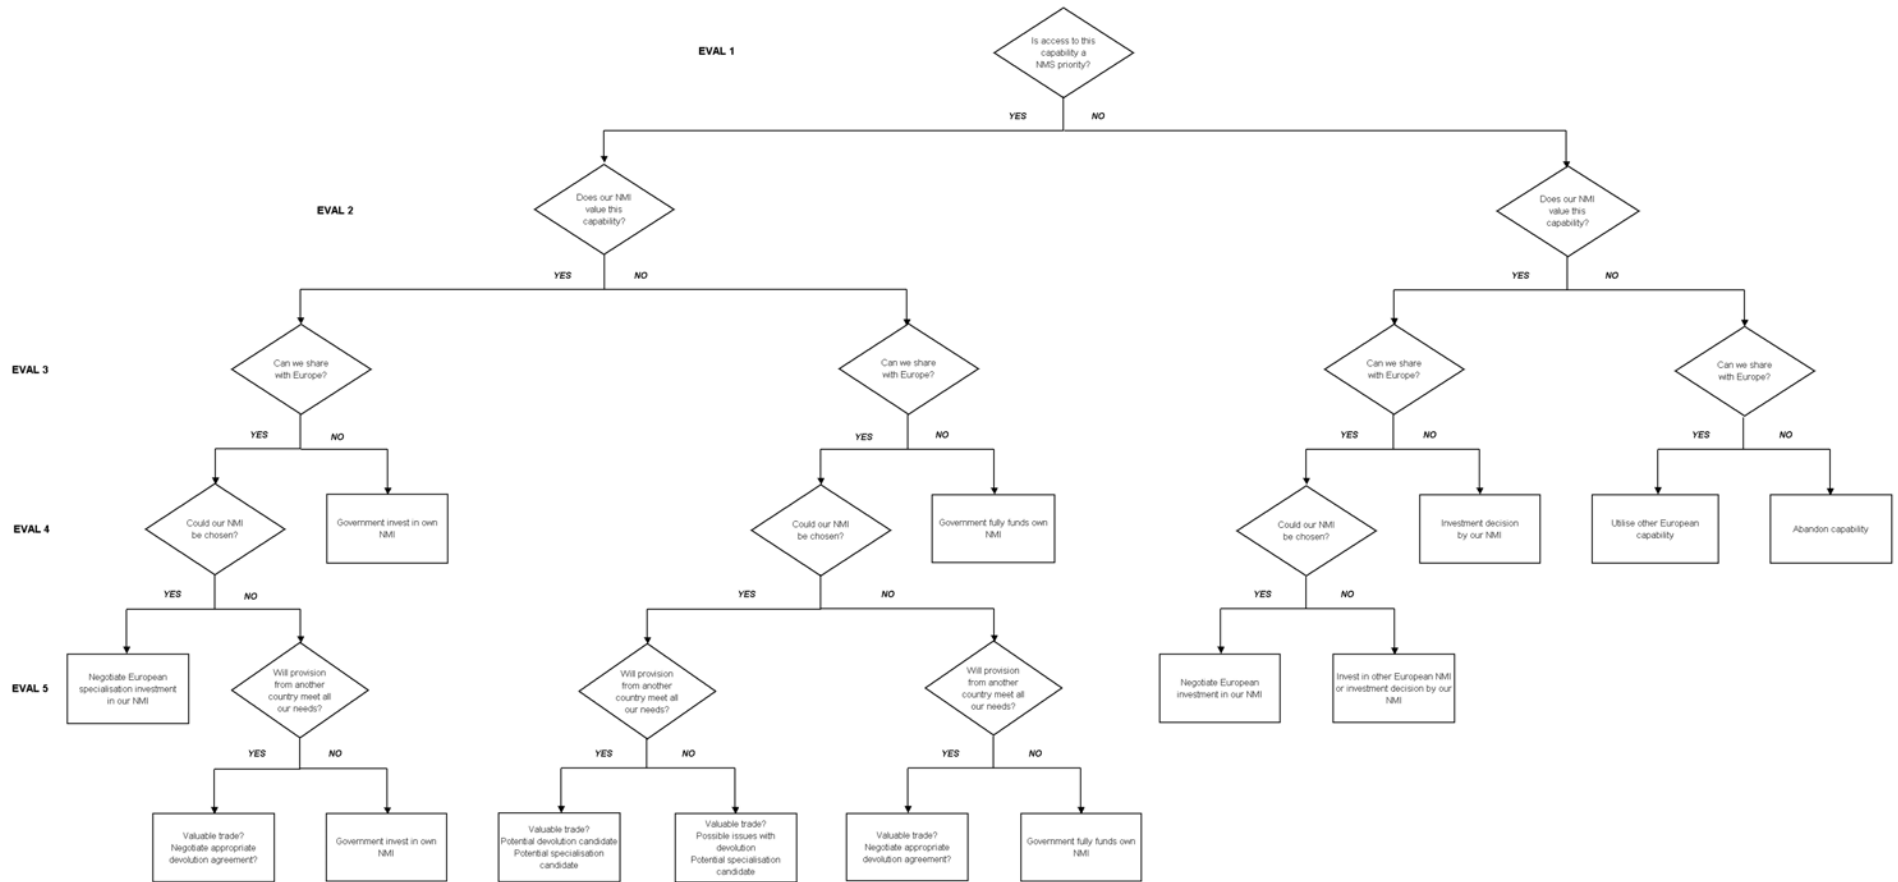 EVAL 1
Is access to this
capability a
NMS priority?
YES
NO
EVAL 2
Does our NMI
value this
capability?
Does our NMI
value this
capability?
YES
NO
YES
NO
EVAL 3
Can we share
with Europe?
Can we share
with Europe?
Can we share
with Europe?
Can we share
with Europe?
YES
NO
YES
NO
YES
NO
YES
NO
EVAL 4
Could our NMI
be chosen?
Government invest in own
NMI
Could our NMI
be chosen?
Government fully funds own
NMI
Could our NMI
be chosen?
Investment decision
by our NMI
Utilise other European
capability
Abandon capability
YES
NO
YES
NO
YES
NO
EVAL 5
Negotiate European
specialisation investment
in our NMI
Will provision
from another
country meet all
our needs?
Will provision
from another
country meet all
our needs?
Will provision
from another
country meet all
our needs?
Negotiate European
investment in our NMI
Invest in other European NMI
or investment decision by our
NMI
YES
NO
YES
NO
YES
NO
Valuable trade?
Negotiate appropriate
devolution agreement?
Government invest in own
NMI
Valuable trade?
Potential devolution candidate
Potential specialisation
candidate
Valuable trade?
Possible issues with
devolution
Potential specialisation
candidate
Valuable trade?
Negotiate appropriate
devolution agreement?
Government fully funds own
NMI